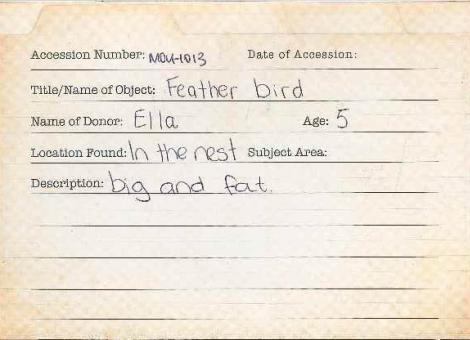 Accession Number: MOU-1013 Date of Accession:
Title/Name of Object: Feather bird
Name of Donor: Ella Age: 5
Location Found: In the nest Subject Area:
Description: big and fat.